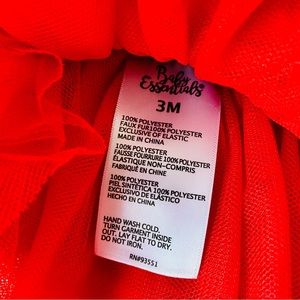 Baby
Essentials
3M
100% POLYESTER
FAUX FUR100% POLYESTER
EXCLUSIVE OF ELASTIC
MADE IN CHINA
100% POLYESTER
FAUSSE FOURRURE 100% POLYESTER
ÉLASTIQUE NON-COMPRIS
FABRIQUÉ EN CHINE
100% POLYESTER
PIEL SINTÉTICA 100% POLYESTER
EXCLUSIVO DE ELÁSTICO
HECHO EN CHINA
HAND WASH COLD.
TURN GARMENT INSIDE
OUT. LAY FLAT TO DRY.
DO NOT IRON.
RN#93551